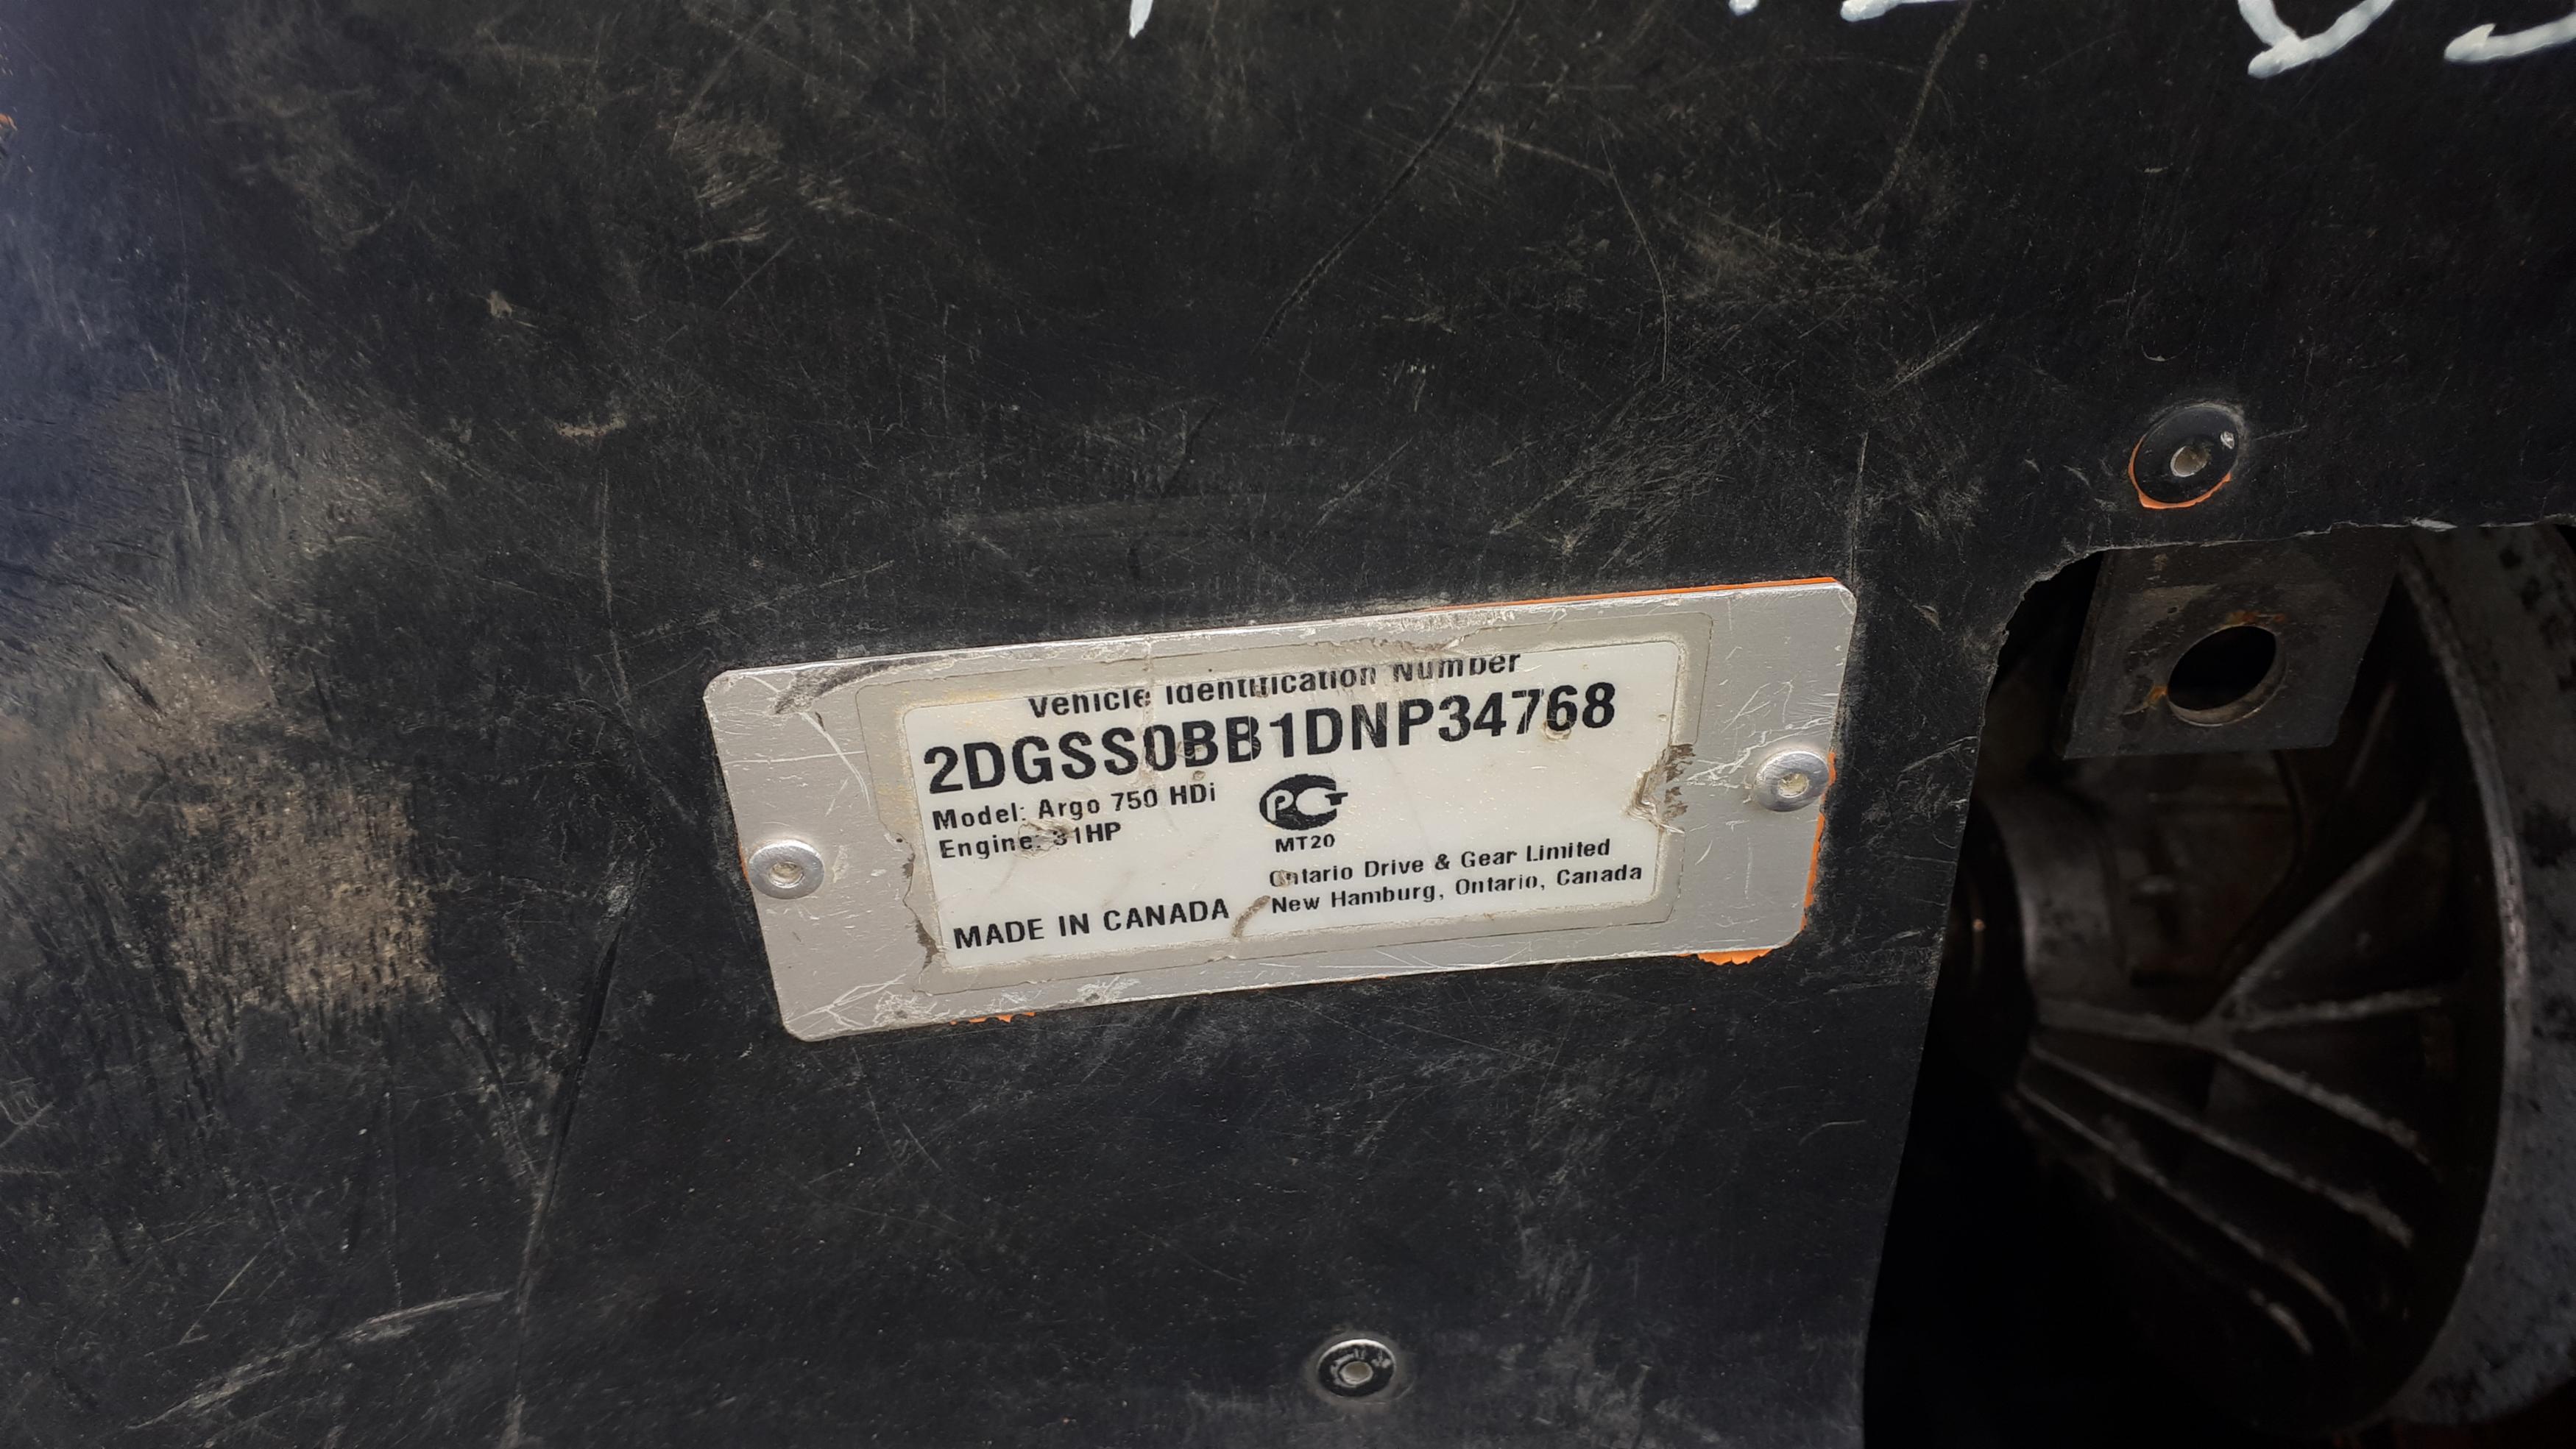 Vehicle Identification Number
2DGSS0BB1DNP34768
Model: Argo 750 HDi
Engine: 31HP
РСТ
MT20
Ontario Drive & Gear Limited
New Hamburg, Ontario, Canada
MADE IN CANADA